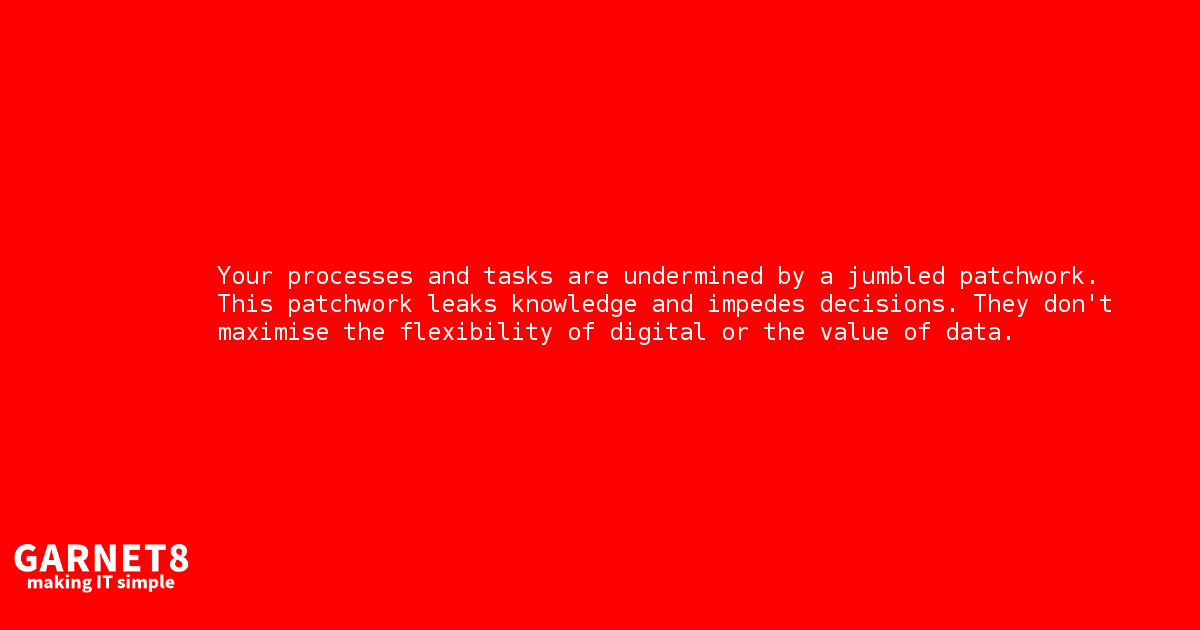 Your processes and tasks are undermined by a jumbled patchwork.
This patchwork leaks knowledge and impedes decisions. They don't
maximise the flexibility of digital or the value of data.
GARNET8
making IT simple